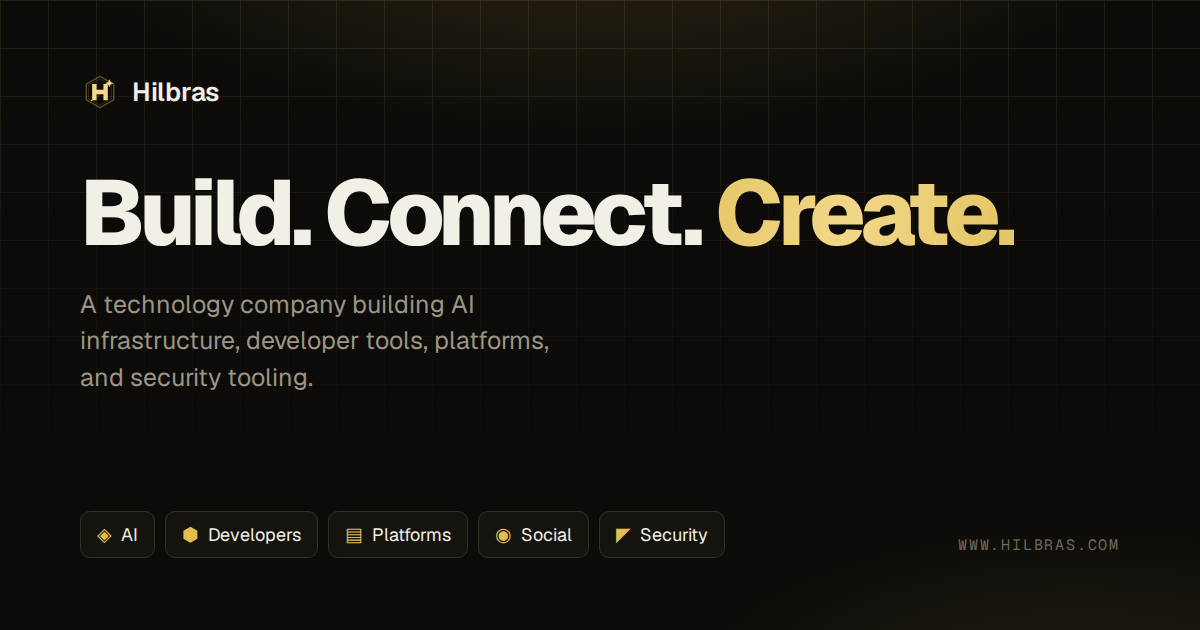 Hilbras
Build. Connect. Create.
A technology company building AI
infrastructure, developer tools, platforms,
and security tooling.
AI
Developers
Platforms
Social
Security
WWW.HILBRAS.COM